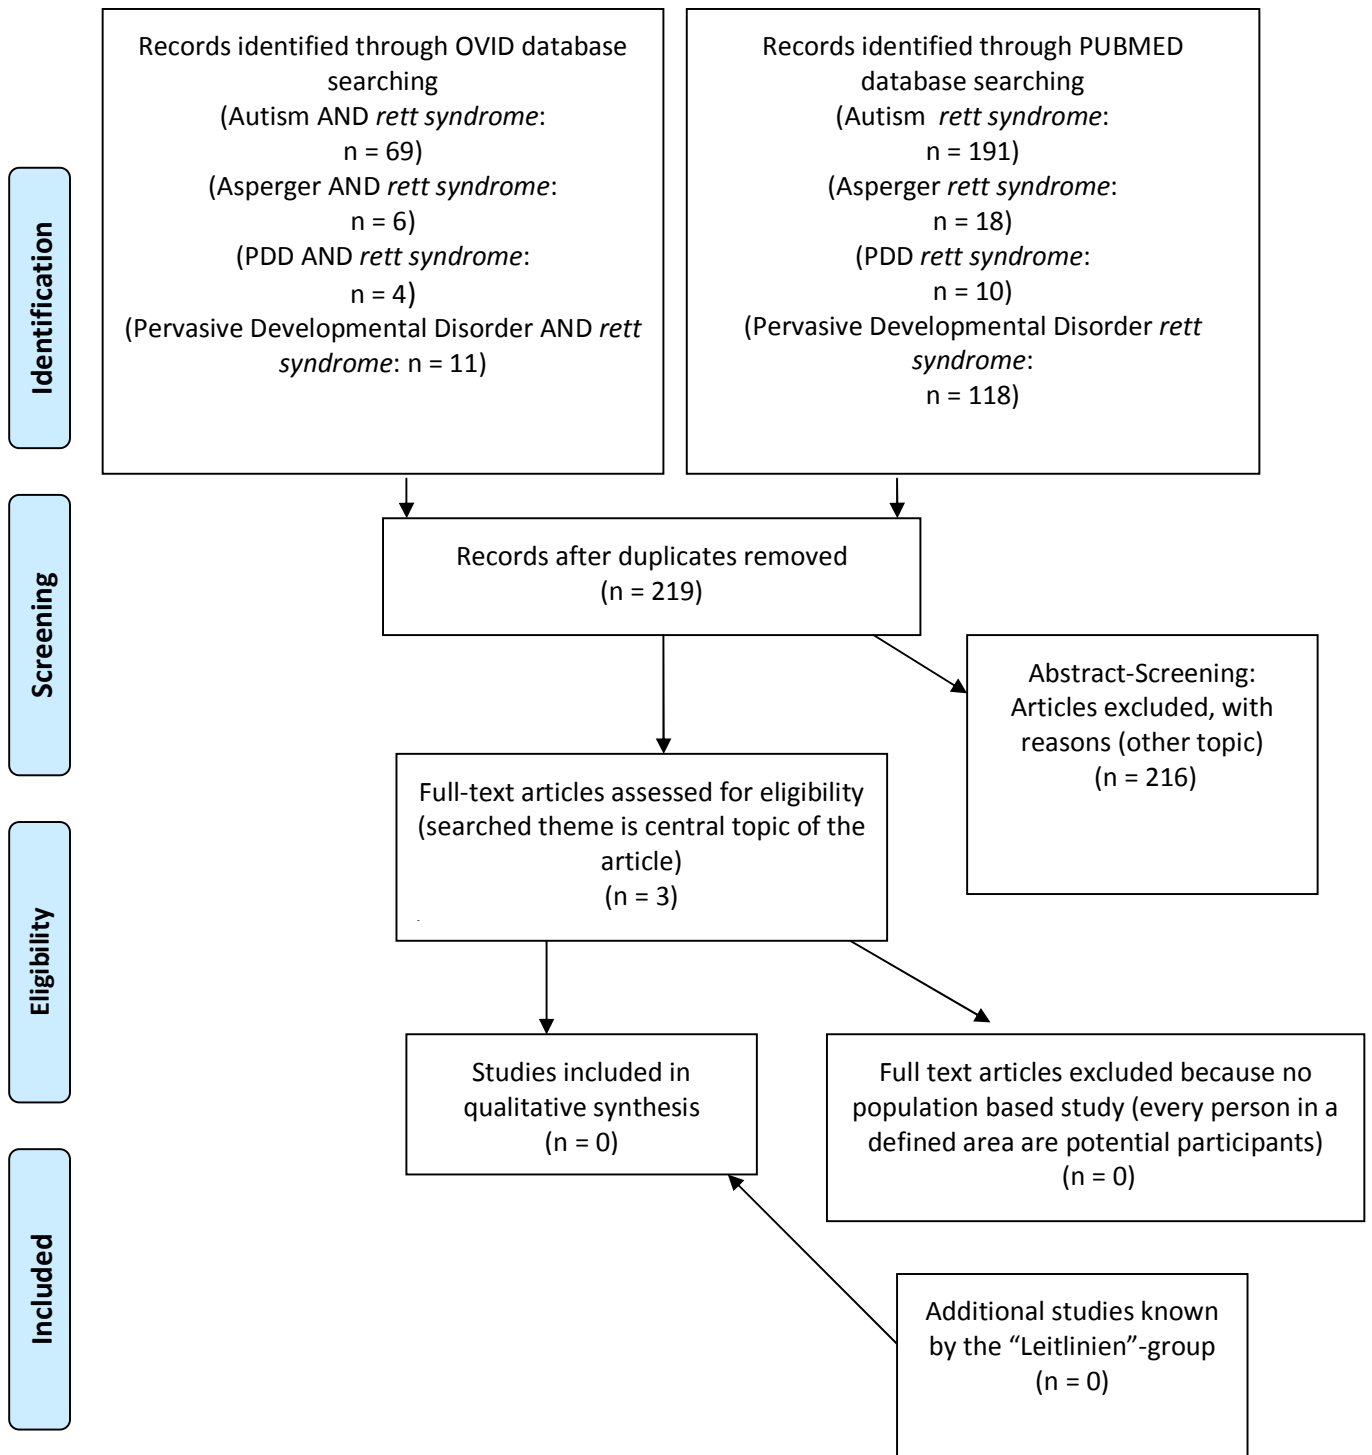 Records identified through OVID database
searching
(Autism AND rett syndrome:
n = 69)
(Asperger AND rett syndrome:
n = 6)
(PDD AND rett syndrome:
n = 4)
(Pervasive Developmental Disorder AND rett
syndrome: n = 11)
Records identified through PUBMED
database searching
(Autism  rett syndrome:
n = 191)
(Asperger rett syndrome:
n = 18)
(PDD rett syndrome:
n = 10)
(Pervasive Developmental Disorder rett
syndrome:
n = 118)
Identification
Records after duplicates removed
(n = 219)
Screening
Abstract-Screening:
Articles excluded, with
reasons (other topic)
(n = 216)
Full-text articles assessed for eligibility
(searched theme is central topic of the
article)
(n = 3)
Eligibility
Studies included in
qualitative synthesis
(n = 0)
Full text articles excluded because no
population based study (every person in a
defined area are potential participants)
(n = 0)
Included
Additional studies known
by the “Leitlinien”-group
(n = 0)